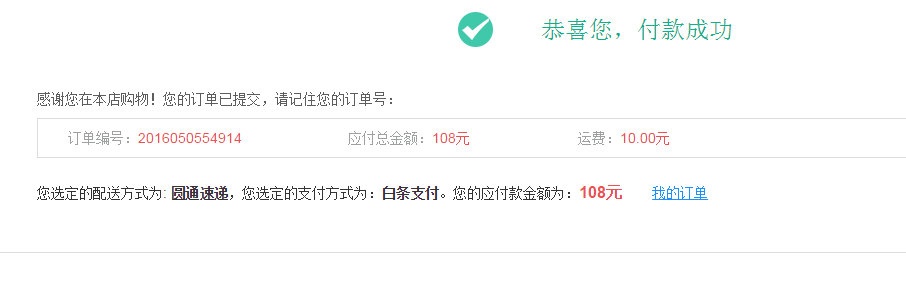 恭喜您，付款成功
感谢您在本店购物！您的订单已提交，请记住您的订单号：
订单编号：2016050554914 应付总金额：108元 运费：10.00元
您选定的配送方式为: 圆通速递，您选定的支付方式为：白条支付。您的应付款金额为：108元 我的订单